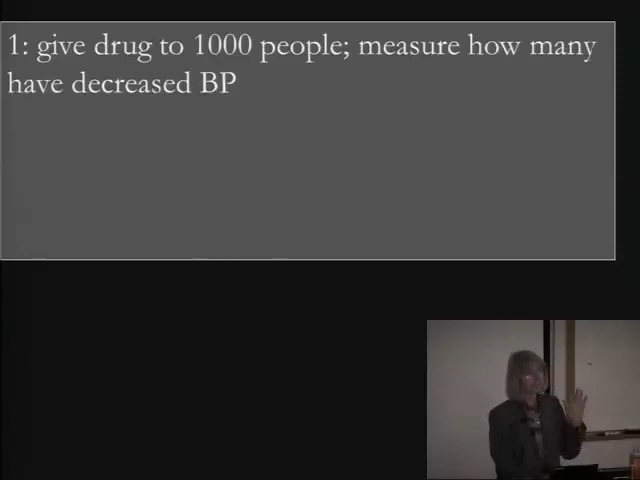 1: give drug to 1000 people; measure how many
have decreased BP